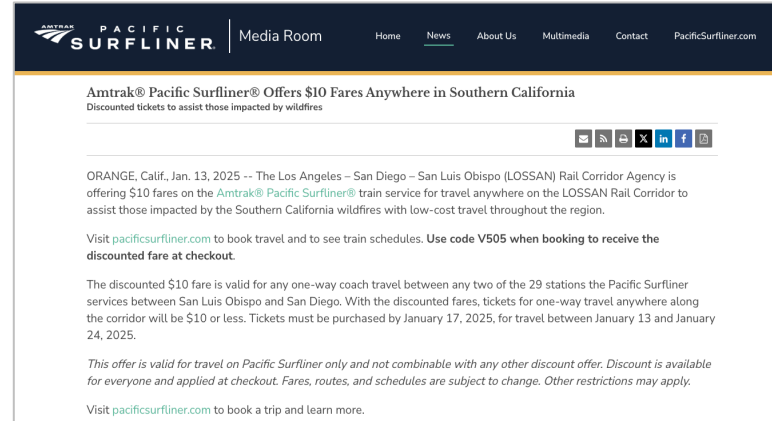 AMTRAK
PACIFIC
SURFLINER®
Media Room
Home News About Us Multimedia Contact PacificSurfliner.com
Amtrak® Pacific Surfliner® Offers $10 Fares Anywhere in Southern California
Discounted tickets to assist those impacted by wildfires
X in f
ORANGE, Calif., Jan. 13, 2025 -- The Los Angeles – San Diego – San Luis Obispo (LOSSAN) Rail Corridor Agency is
offering $10 fares on the Amtrak® Pacific Surfliner® train service for travel anywhere on the LOSSAN Rail Corridor to
assist those impacted by the Southern California wildfires with low-cost travel throughout the region.
Visit pacificsurfliner.com to book travel and to see train schedules. Use code V505 when booking to receive the
discounted fare at checkout.
The discounted $10 fare is valid for any one-way coach travel between any two of the 29 stations the Pacific Surfliner
services between San Luis Obispo and San Diego. With the discounted fares, tickets for one-way travel anywhere along
the corridor will be $10 or less. Tickets must be purchased by January 17, 2025, for travel between January 13 and January
24, 2025.
This offer is valid for travel on Pacific Surfliner only and not combinable with any other discount offer. Discount is available
for everyone and applied at checkout. Fares, routes, and schedules are subject to change. Other restrictions may apply.
Visit pacificsurfliner.com to book a trip and learn more.